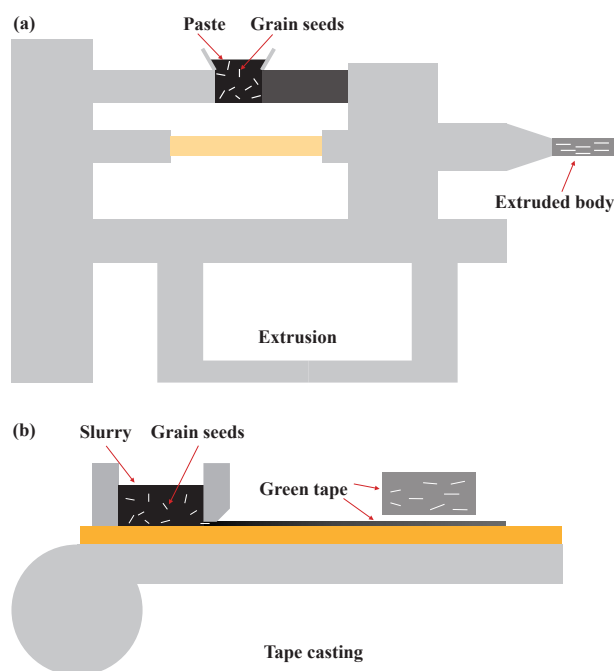 (a)
Paste
Grain seeds
Extruded body
Extrusion
(b)
Slurry
Grain seeds
Green tape
Tape casting